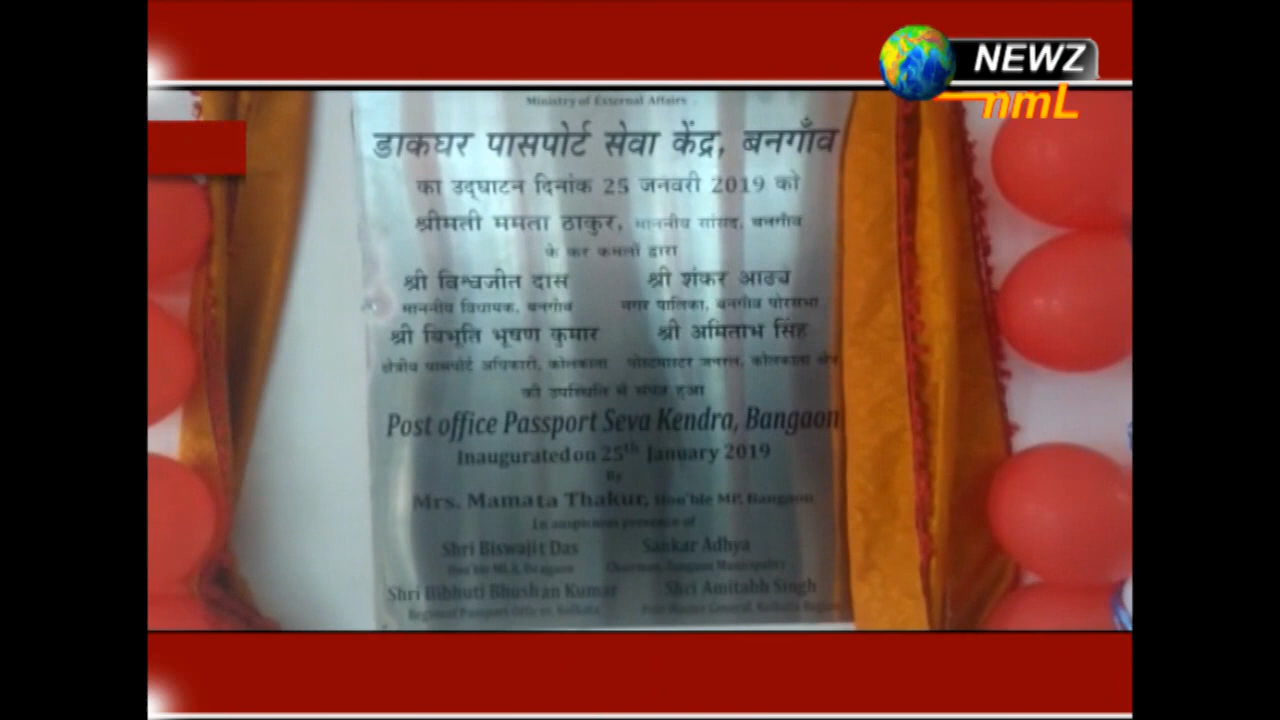 NEWZ
nmL
Ministry of External Affairs
डाकघर पासपोर्ट सेवा केंद्र, बनगाँव
का उद्घाटन दिनांक 25 जनवरी 2019 को
श्रीमती ममता ठाकुर, माननीय सांसद, बनगाँव
के कर कमलों द्वारा
श्री विश्वजीत दास श्री शंकर आढ्य
माननीय विधायक, बनगाँव नगर पालिका, बनगाँव पौरसभा
श्री बिभूति भूषण कुमार श्री अमिताभ सिंह
क्षेत्रीय पासपोर्ट अधिकारी, कोलकाता पोस्टमास्टर जनरल, कोलकाता क्षेत्र
की उपस्थिति में संपन्न हुआ
Post office Passport Seva Kendra, Bangaon
Inaugurated on 25th January 2019
By
Mrs. Mamata Thakur, Hon'ble MP, Bangaon
In auspicious presence of
Shri Biswajit Das Sankar Adhya
Hon'ble MLA, Bangaon Chairman, Bangaon Municipality
Shri Bibhuti Bhushan Kumar Shri Amitabh Singh
Regional Passport Officer, Kolkata Post Master General, Kolkata Region